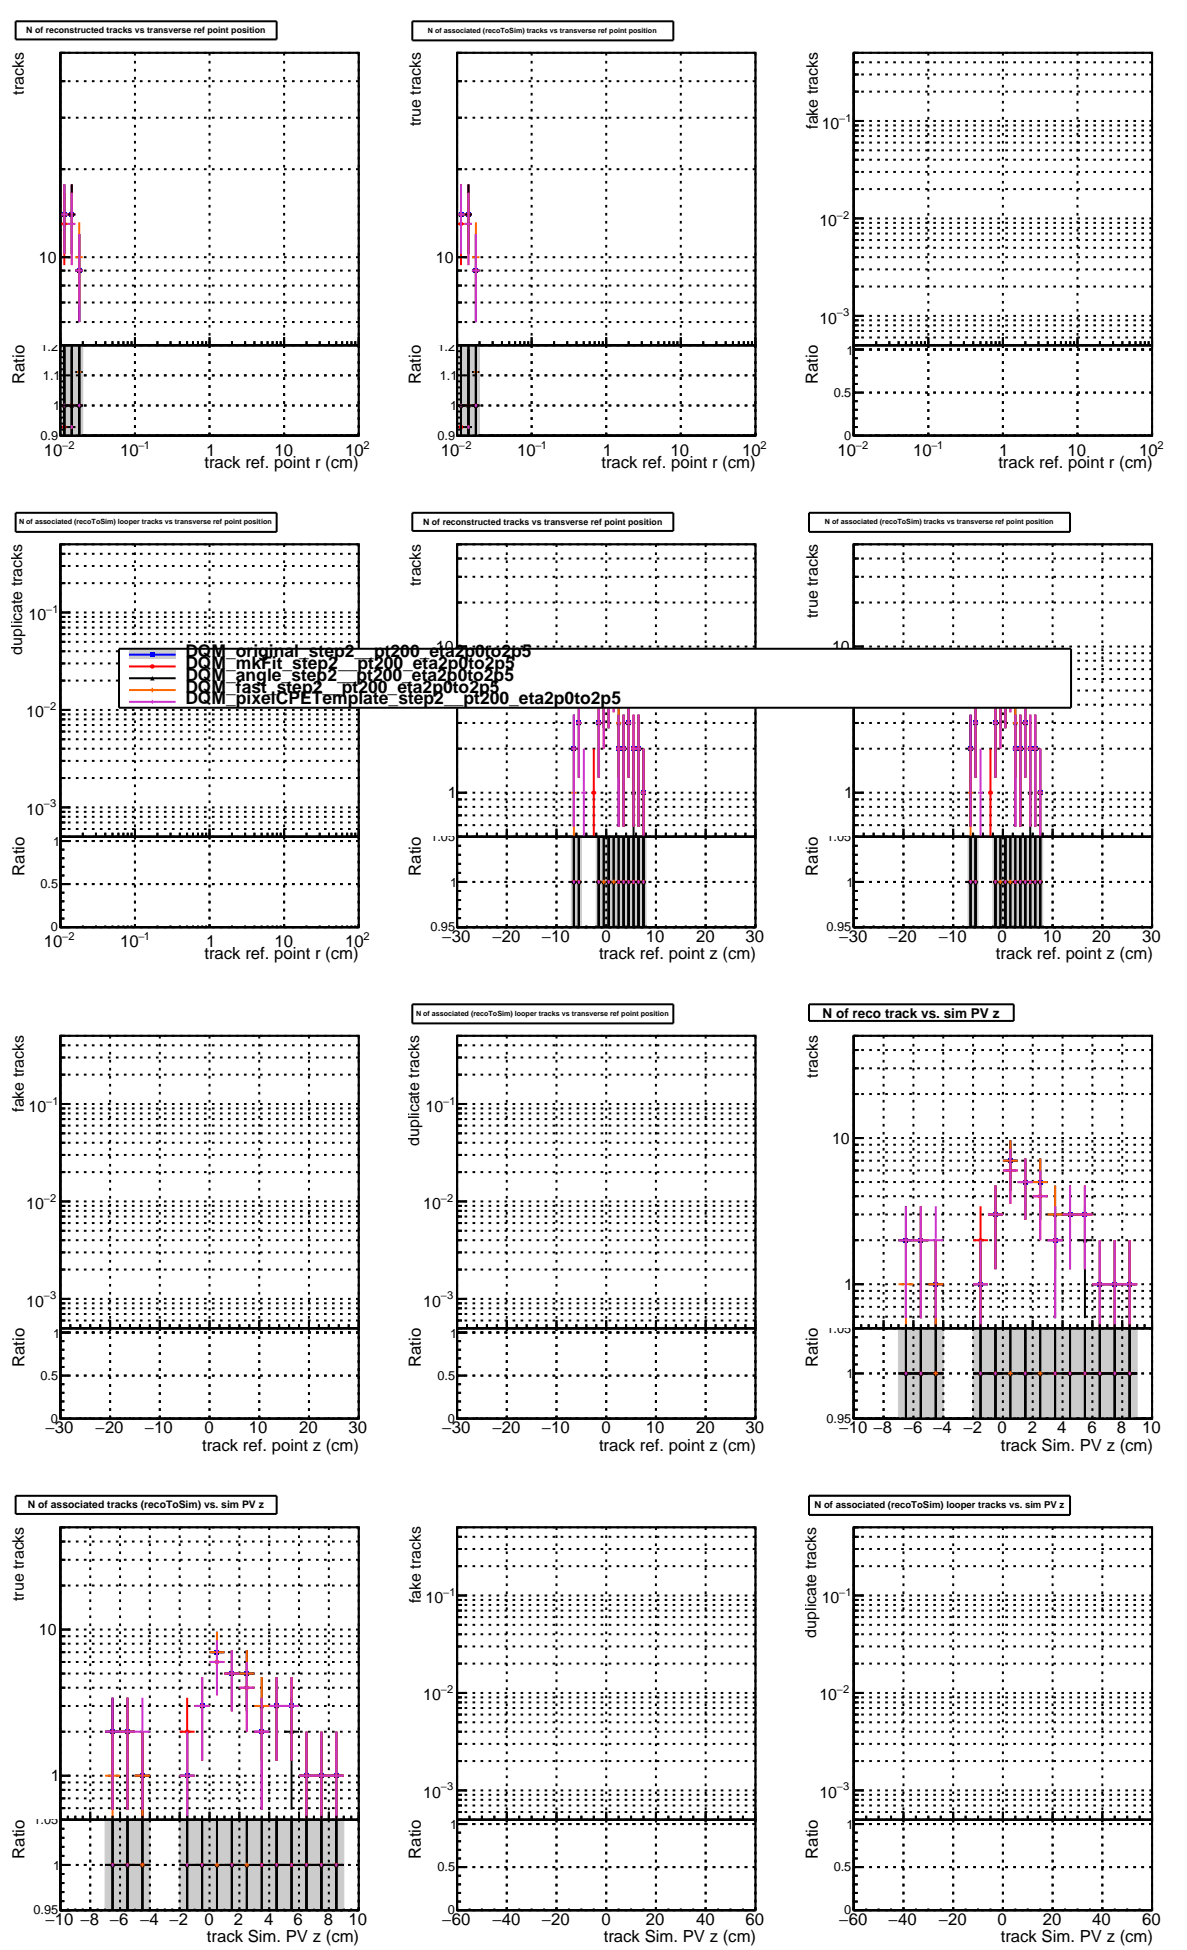 N of reconstructed tracks vs transverse ref point position
tracks
10
Ratio
1.2
1.1
1
0.9
10−2 10−1 1 10 102
track ref. point r (cm)
N of associated (recoToSim) tracks vs transverse ref point position
true tracks
10
Ratio
1.2
1.1
1
0.9
10−2 10−1 1 10 102
track ref. point r (cm)
fake tracks
10−1
10−2
10−3
Ratio
1
0.5
0
10−2 10−1 1 10 102
track ref. point r (cm)
N of associated (recoToSim) looper tracks vs transverse ref point position
duplicate tracks
10−1
10−2
10−3
Ratio
1
0.5
0
10−2 10−1 1 10 102
track ref. point r (cm)
DQM_original_step2__pt200_eta2p0to2p5
DQM_mkFit_step2__pt200_eta2p0to2p5
DQM_angle_step2__pt200_eta2p0to2p5
DQM_fast_step2__pt200_eta2p0to2p5
DQM_pixelCPETemplate_step2__pt200_eta2p0to2p5
N of reconstructed tracks vs transverse ref point position
tracks
10
1
Ratio
1.05
1
0.95
−30 −20 −10 0 10 20 30
track ref. point z (cm)
N of associated (recoToSim) tracks vs transverse ref point position
true tracks
10
1
Ratio
1.05
1
0.95
−30 −20 −10 0 10 20 30
track ref. point z (cm)
fake tracks
10−1
10−2
10−3
Ratio
1
0.5
0
−30 −20 −10 0 10 20 30
track ref. point z (cm)
N of associated (recoToSim) looper tracks vs transverse ref point position
duplicate tracks
10−1
10−2
10−3
Ratio
1
0.5
0
−30 −20 −10 0 10 20 30
track ref. point z (cm)
N of reco track vs. sim PV z
tracks
10
1
Ratio
1.05
1
0.95
−10 −8 −6 −4 −2 0 2 4 6 8 10
track Sim. PV z (cm)
N of associated tracks (recoToSim) vs. sim PV z
true tracks
10
1
Ratio
1.05
1
0.95
−10 −8 −6 −4 −2 0 2 4 6 8 10
track Sim. PV z (cm)
fake tracks
10−1
10−2
10−3
Ratio
1
0.5
0
−60 −40 −20 0 20 40 60
track Sim. PV z (cm)
N of associated (recoToSim) looper tracks vs. sim PV z
duplicate tracks
10−1
10−2
10−3
Ratio
1
0.5
0
−60 −40 −20 0 20 40 60
track Sim. PV z (cm)